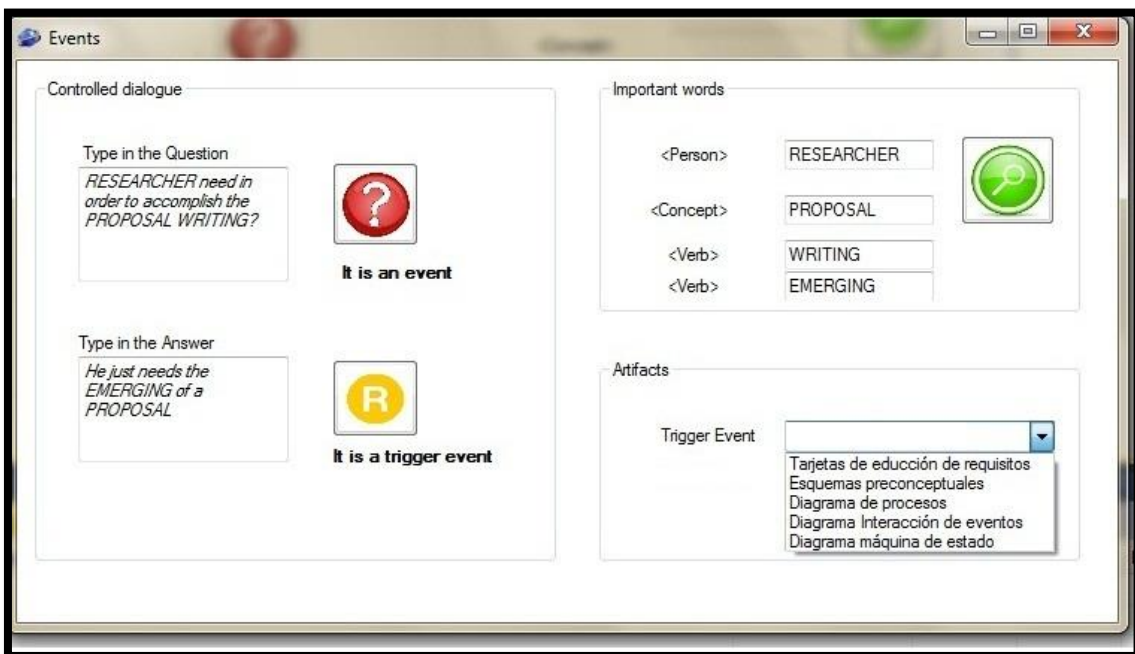 Events
Controlled dialogue
Type in the Question
RESEARCHER need in
order to accomplish the
PROPOSAL WRITING?
?
It is an event
Type in the Answer
He just needs the
EMERGING of a
PROPOSAL
R
It is a trigger event
Important words
<Person> RESEARCHER
<Concept> PROPOSAL
<Verb> WRITING
<Verb> EMERGING
Artifacts
Trigger Event
Tarjetas de educción de requisitos
Esquemas preconceptuales
Diagrama de procesos
Diagrama Interacción de eventos
Diagrama máquina de estado